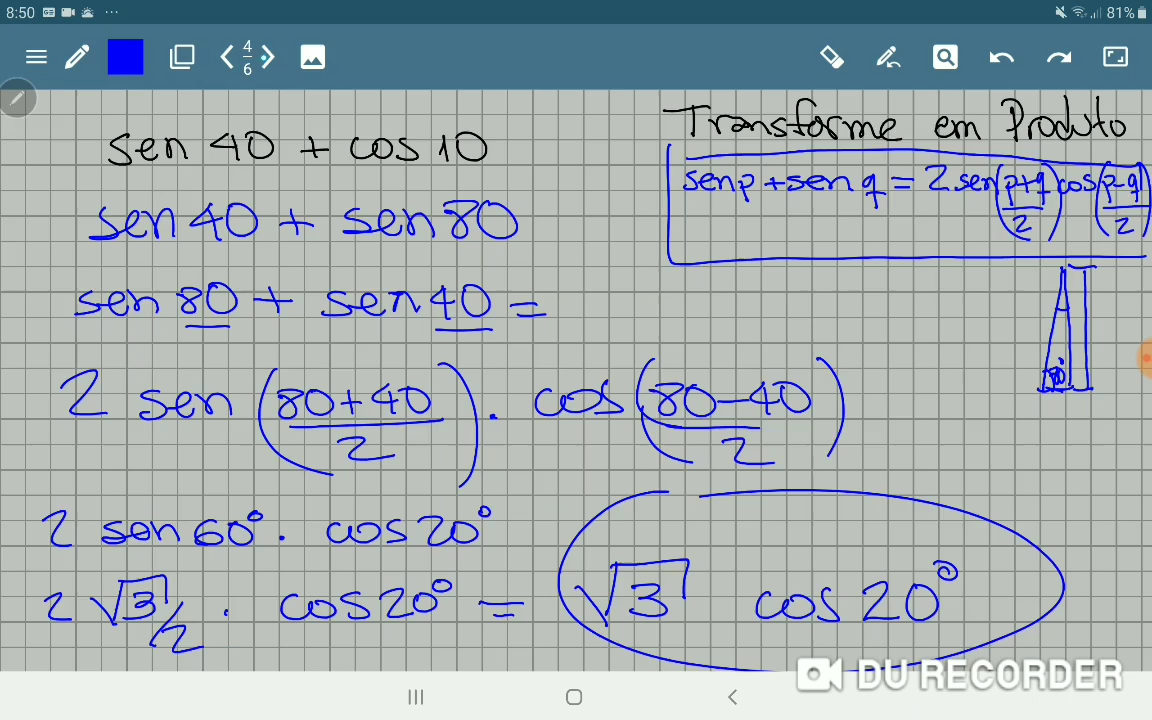 8:50 81%
4
6
Transforme em Produto
sen 40 + cos 10
sen p + sen q = 2 sen (p+q/2) cos (p-q/2)
sen 40 + sen 80
sen 80 + sen 40 =
2 sen (80+40/2) . cos (80-40/2)
2 sen 60° . cos 20°
2 √3/2 . cos 20° = √3 cos 20°
DU RECORDER